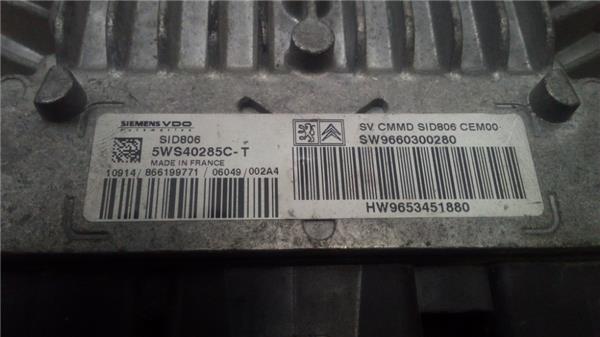 SIEMENS VDO
Automotive
SID806
5WS40285C-T
MADE IN FRANCE
10914/866199771/06049/002A4
SV CMMD SID806 CEM00
SW9660300280
HW9653451880